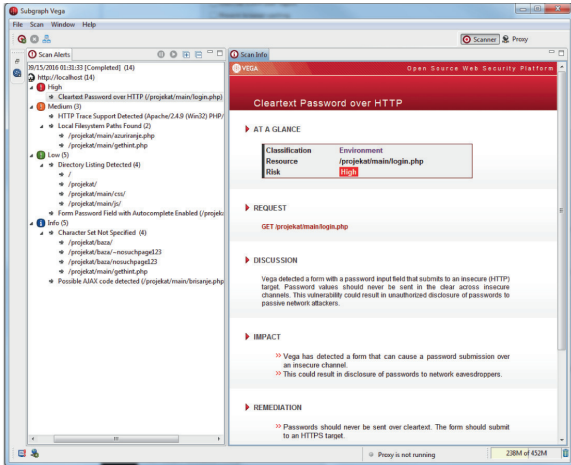 Subgraph Vega
File Scan Window Help
Scanner Proxy
Scan Alerts
09/15/2016 01:31:33 [Completed] (14)
http://localhost (14)
High
Cleartext Password over HTTP (/projekat/main/login.php)
Medium (3)
HTTP Trace Support Detected (Apache/2.4.9 (Win32) PHP/
Local Filesystem Paths Found (2)
/projekat/main/azuriranje.php
/projekat/main/gethint.php
Low (5)
Directory Listing Detected (4)
/
/projekat/
/projekat/main/css/
/projekat/main/js/
Form Password Field with Autocomplete Enabled (/projek
Info (5)
Character Set Not Specified (4)
/projekat/baza/
/projekat/baza/~nosuchpage123
/projekat/baza/nosuchpage123
/projekat/main/gethint.php
Possible AJAX code detected (/projekat/main/brisanje.php
Scan Info
VEGA
Open Source Web Security Platform
Cleartext Password over HTTP
AT A GLANCE
Classification Environment
Resource /projekat/main/login.php
Risk High
REQUEST
GET /projekat/main/login.php
DISCUSSION
Vega detected a form with a password input field that submits to an insecure (HTTP)
target. Password values should never be sent in the clear across insecure
channels. This vulnerability could result in unauthorized disclosure of passwords to
passive network attackers.
IMPACT
>> Vega has detected a form that can cause a password submission over
an insecure channel.
>> This could result in disclosure of passwords to network eavesdroppers.
REMEDIATION
>> Passwords should never be sent over cleartext. The form should submit
to an HTTPS target.
Proxy is not running 238M of 452M